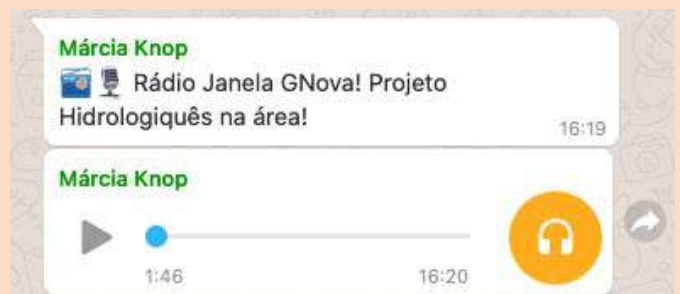 Márcia Knop
📻🎙️ Rádio Janela GNova! Projeto
Hidrologiquês na área!
16:19
Márcia Knop
1:46
16:20